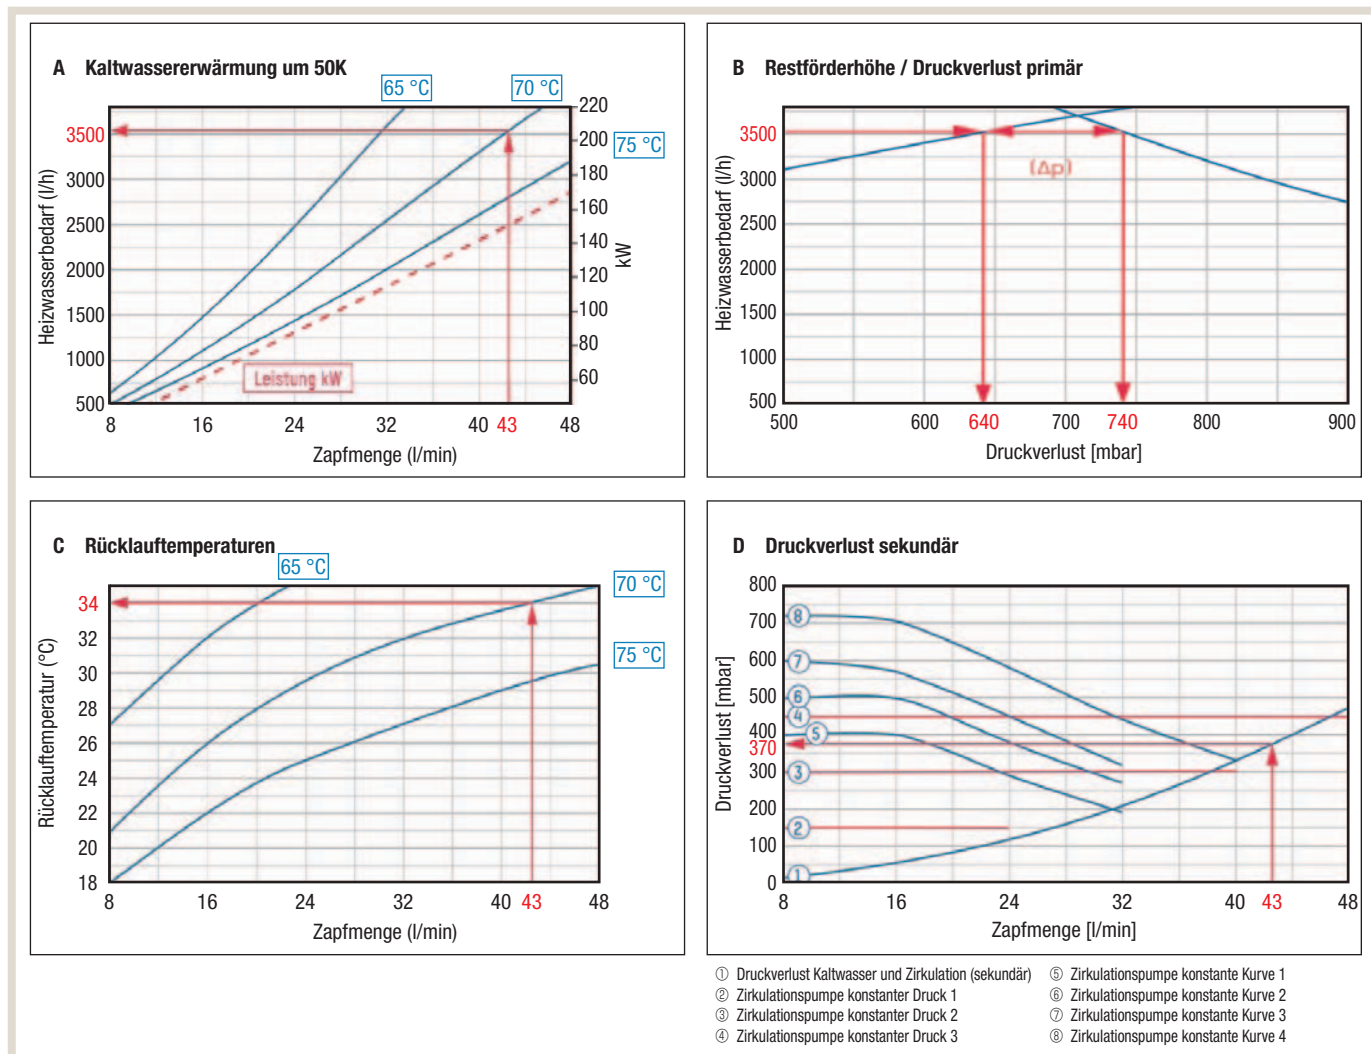 A Kaltwassererwärmung um 50K
65 °C
70 °C
75 °C
3500
3000
2500
2000
1500
1000
500
Heizwasserbedarf (l/h)
220
200
180
160
140
120
100
80
60
kW
Leistung kW
8 16 24 32 40 43 48
Zapfmenge (l/min)
B Restförderhöhe / Druckverlust primär
3500
3000
2500
2000
1500
1000
500
Heizwasserbedarf (l/h)
(Δp)
500 600 640 700 740 800 900
Druckverlust [mbar]
C Rücklauftemperaturen
65 °C
70 °C
75 °C
34
32
30
28
26
24
22
20
18
Rücklauftemperatur (°C)
8 16 24 32 40 43 48
Zapfmenge (l/min)
D Druckverlust sekundär
800
700
600
500
400
370
300
200
100
0
Druckverlust [mbar]
8
7
6
4
5
3
2
1
8 16 24 32 40 43 48
Zapfmenge [l/min]
① Druckverlust Kaltwasser und Zirkulation (sekundär)
② Zirkulationspumpe konstanter Druck 1
③ Zirkulationspumpe konstanter Druck 2
④ Zirkulationspumpe konstanter Druck 3
⑤ Zirkulationspumpe konstante Kurve 1
⑥ Zirkulationspumpe konstante Kurve 2
⑦ Zirkulationspumpe konstante Kurve 3
⑧ Zirkulationspumpe konstante Kurve 4